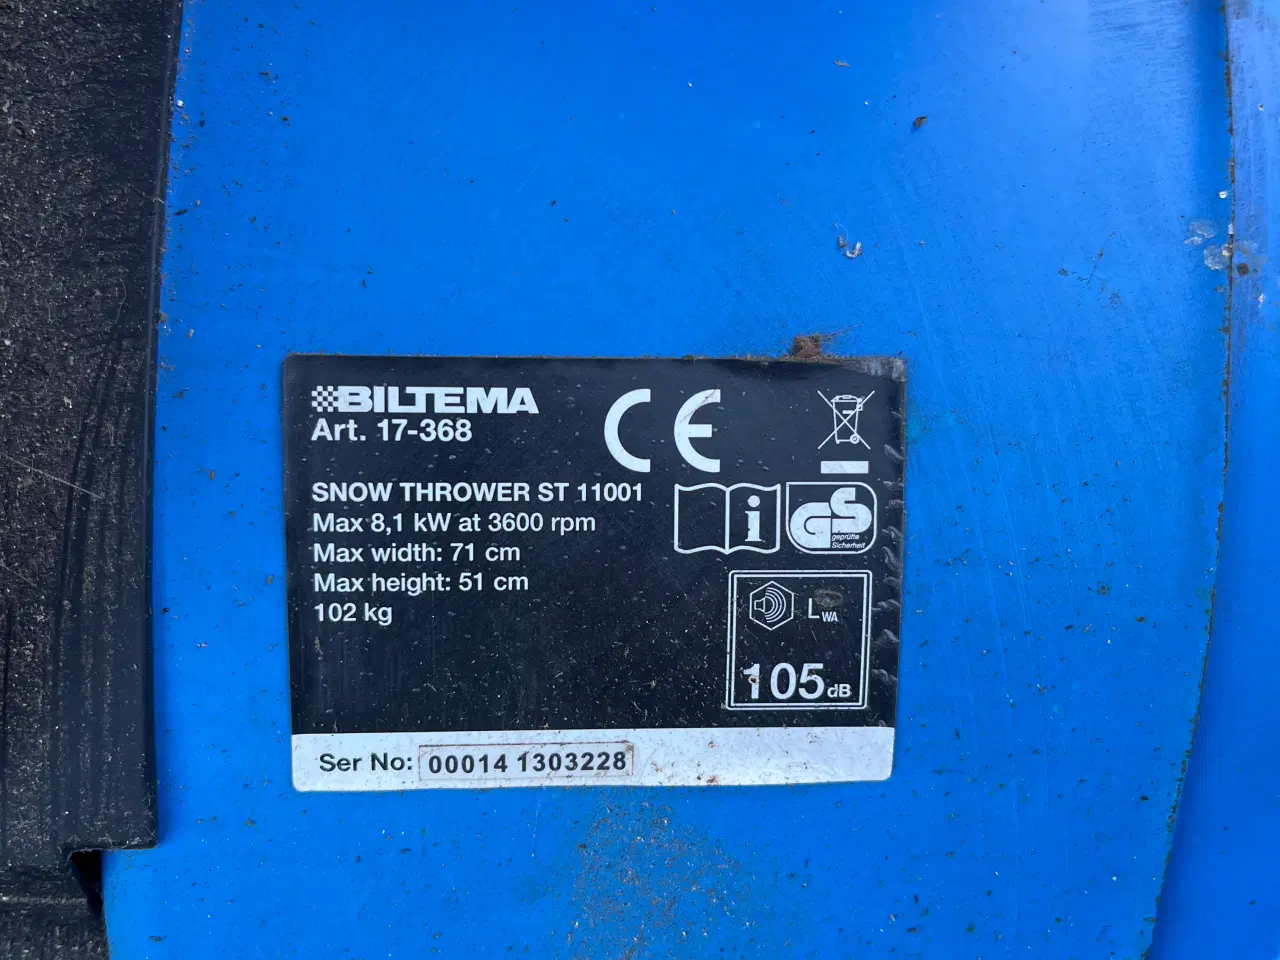 BILTEMA
Art. 17-368
CE
SNOW THROWER ST 11001
Max 8,1 kW at 3600 rpm
Max width: 71 cm
Max height: 51 cm
102 kg
i
GS
geprüfte
Sicherheit
LWA
105 dB
Ser No: 00014 1303228